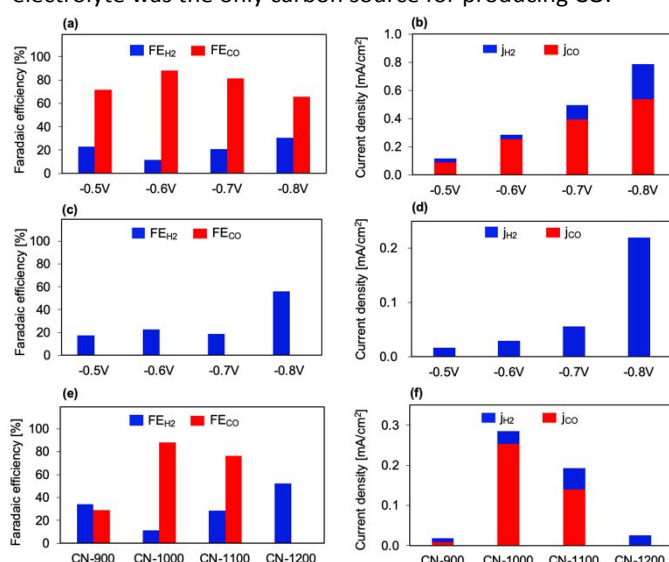 electrolyte was the only carbon source for producing CO.
(a)
FEH2 FECO
Faradaic efficiency [%]
100
80
60
40
20
0
-0.5V -0.6V -0.7V -0.8V
(b)
jH2 jCO
Current density [mA/cm2]
1.0
0.8
0.6
0.4
0.2
0.0
-0.5V -0.6V -0.7V -0.8V
(c)
FEH2 FECO
Faradaic efficiency [%]
100
80
60
40
20
0
-0.5V -0.6V -0.7V -0.8V
(d)
jH2 jCO
Current density [mA/cm2]
0.2
0.1
0.0
-0.5V -0.6V -0.7V -0.8V
(e)
FEH2 FECO
Faradaic efficiency [%]
100
80
60
40
20
0
CN-900 CN-1000 CN-1100 CN-1200
(f)
jH2 jCO
Current density [mA/cm2]
0.3
0.2
0.1
0.0
CN-900 CN-1000 CN-1100 CN-1200